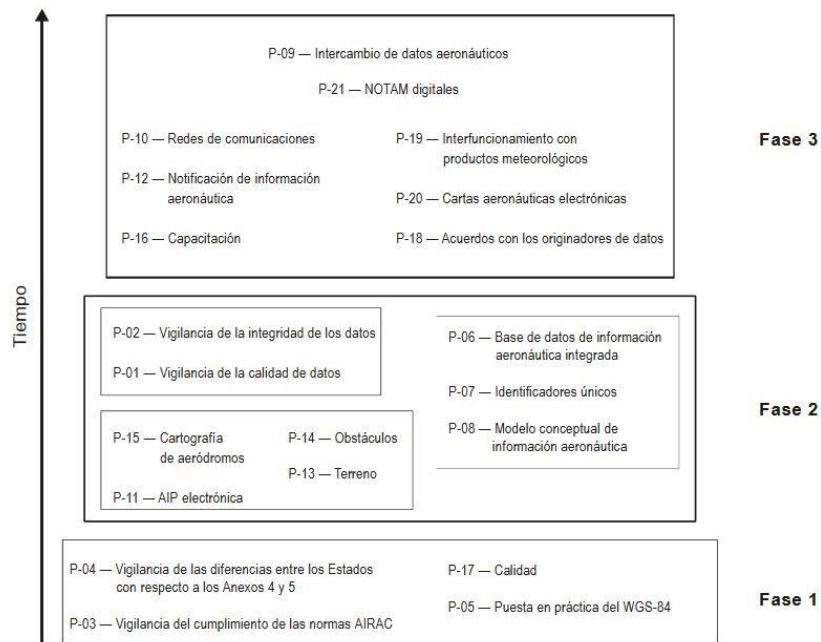 P-09 — Intercambio de datos aeronáuticos
P-21 — NOTAM digitales
P-10 — Redes de comunicaciones
P-12 — Notificación de información
aeronáutica
P-16 — Capacitación
P-19 — Interfuncionamiento con
productos meteorológicos
P-20 — Cartas aeronáuticas electrónicas
P-18 — Acuerdos con los originadores de datos
Fase 3
Tiempo
P-02 — Vigilancia de la integridad de los datos
P-01 — Vigilancia de la calidad de datos
P-15 — Cartografía
de aeródromos
P-11 — AIP electrónica
P-14 — Obstáculos
P-13 — Terreno
P-06 — Base de datos de información
aeronáutica integrada
P-07 — Identificadores únicos
P-08 — Modelo conceptual de
información aeronáutica
Fase 2
P-04 — Vigilancia de las diferencias entre los Estados
con respecto a los Anexos 4 y 5
P-03 — Vigilancia del cumplimiento de las normas AIRAC
P-17 — Calidad
P-05 — Puesta en práctica del WGS-84
Fase 1